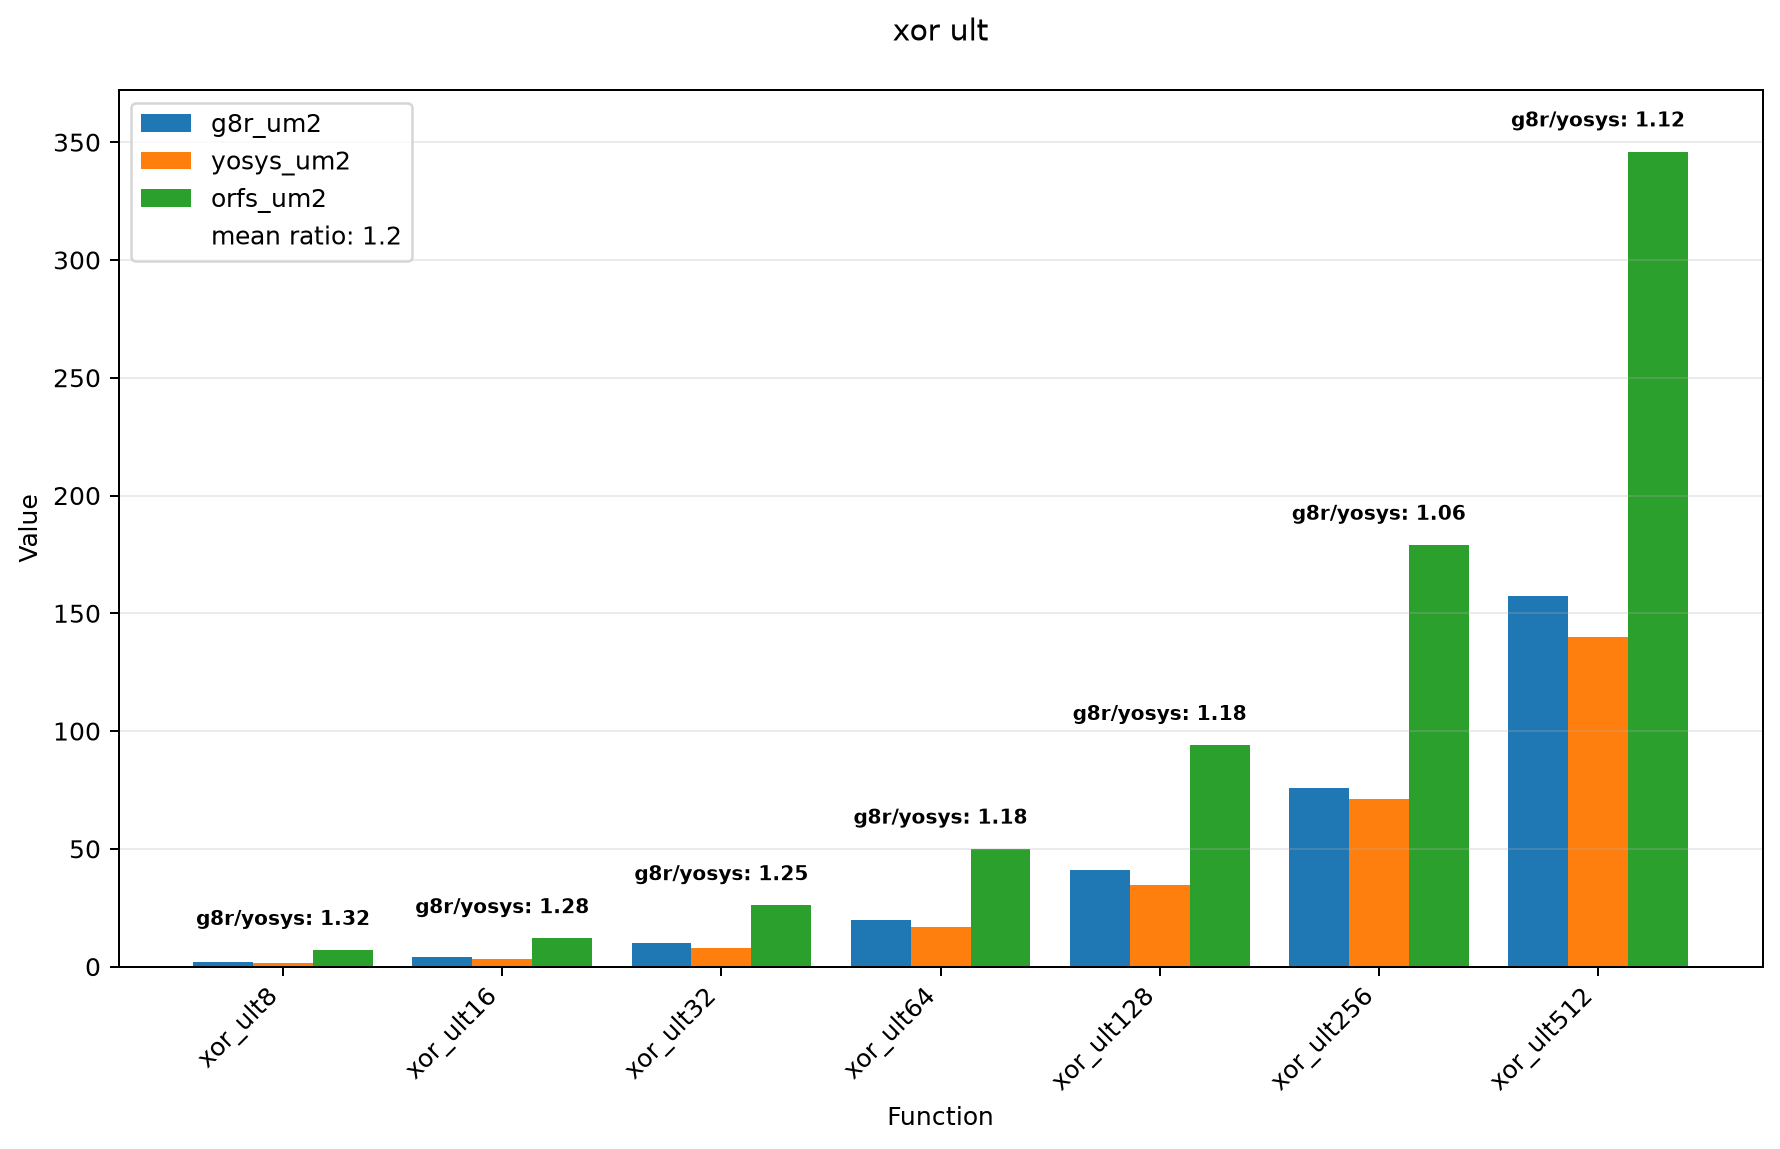 xor ult
g8r_um2
yosys_um2
orfs_um2
mean ratio: 1.2
Value
350
300
250
200
150
100
50
0
g8r/yosys: 1.32
g8r/yosys: 1.28
g8r/yosys: 1.25
g8r/yosys: 1.18
g8r/yosys: 1.18
g8r/yosys: 1.06
g8r/yosys: 1.12
xor_ult8
xor_ult16
xor_ult32
xor_ult64
xor_ult128
xor_ult256
xor_ult512
Function